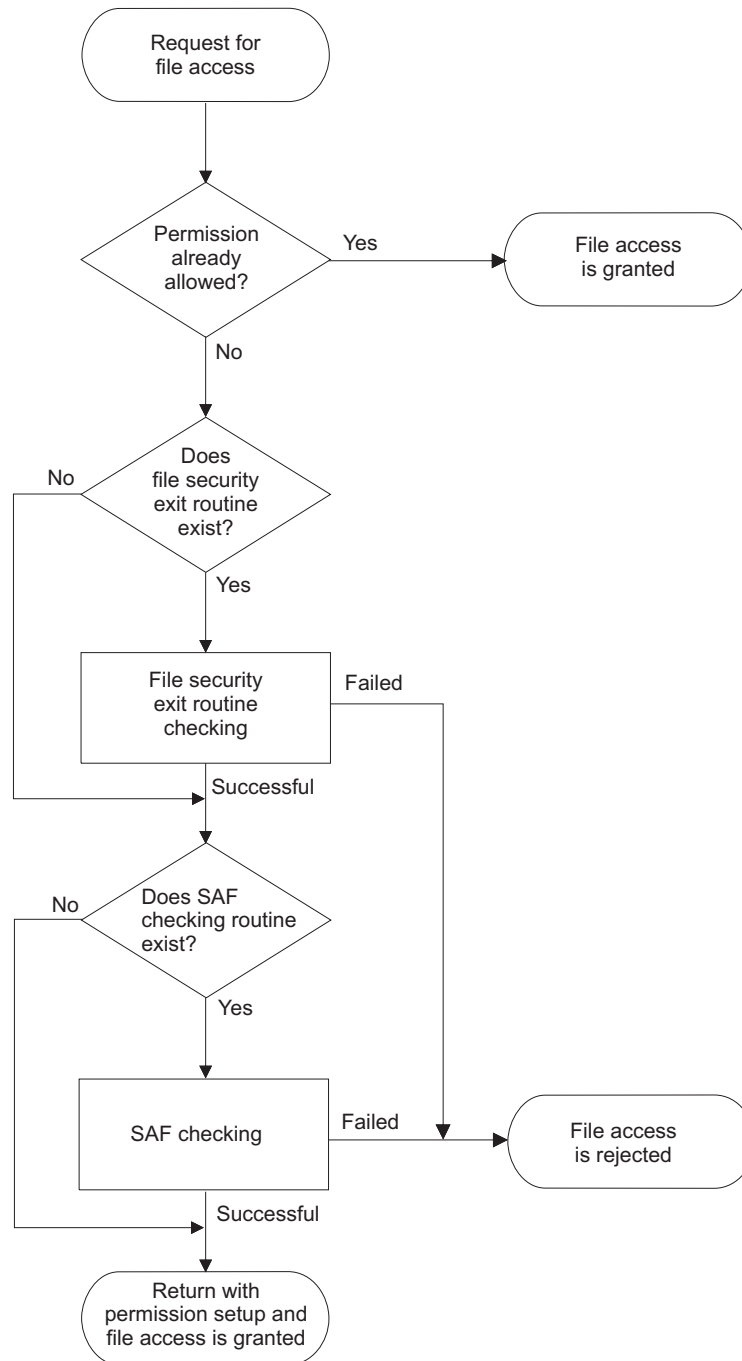 Request for
file access
Permission
already
allowed?
Yes
File access
is granted
No
Does
file security
exit routine
exist?
No
Yes
File security
exit routine
checking
Failed
Successful
Does SAF
checking routine
exist?
No
Yes
SAF checking
Failed
File access
is rejected
Successful
Return with
permission setup and
file access is granted